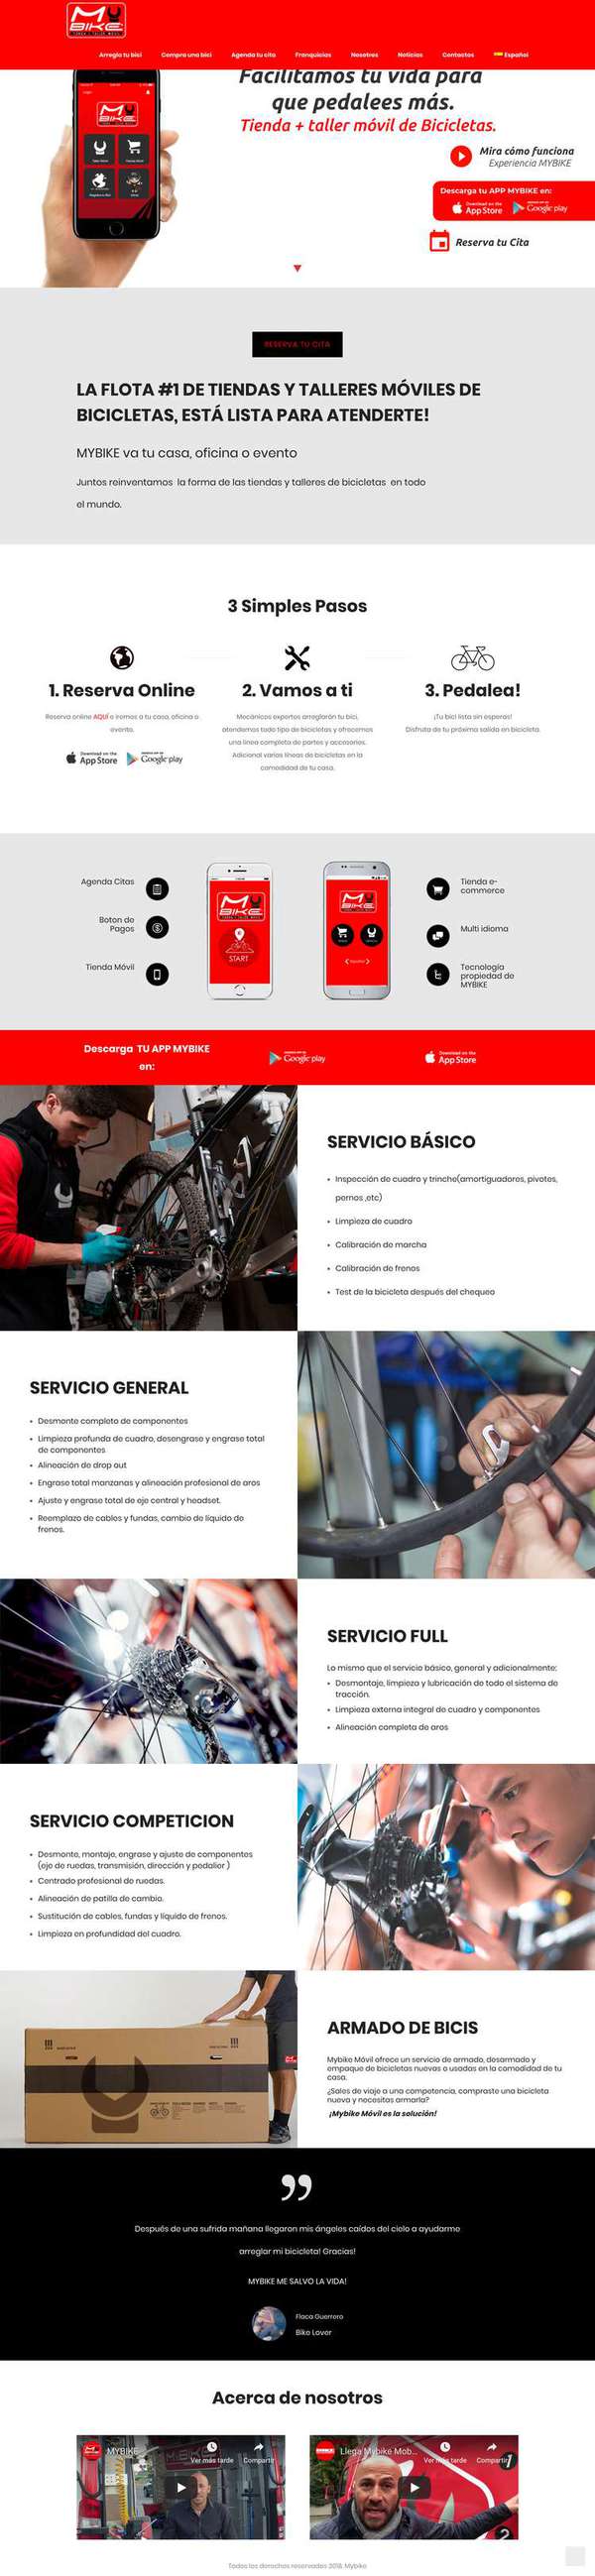 MYBIKE
TIENDA + TALLER MÓVIL
Arregla tu bici Compra una bici Agenda tu cita Franquicias Nosotros Noticias Contactos Español
Facilitamos tu vida para
que pedalees más.
Tienda + taller móvil de Bicicletas.
Mira cómo funciona
Experiencia MYBIKE
Descarga tu APP MYBIKE en:
Download on the
App Store
Google play
Reserva tu Cita
RESERVA TU CITA
LA FLOTA #1 DE TIENDAS Y TALLERES MÓVILES DE
BICICLETAS, ESTÁ LISTA PARA ATENDERTE!
MYBIKE va tu casa, oficina o evento
Juntos reinventamos la forma de las tiendas y talleres de bicicletas en todo
el mundo.
3 Simples Pasos
1. Reserva Online
Reserva online AQUÍ e iremos a tu casa, oficina o
evento.
Download on the
App Store
Google play
2. Vamos a ti
Mecánicos expertos arreglarán tu bici,
atendemos todo tipo de bicicletas y ofrecemos
una línea completa de partes y accesorios.
Adicional varias líneas de bicicletas en la
comodidad de tu casa.
3. Pedalea!
¡Tu bici lista sin esperas!
Disfruta de tu próxima salida en bicicleta.
Agenda Citas
Boton de
Pagos
Tienda Móvil
MYBIKE
START
MYBIKE
Tienda e-
commerce
Multi idioma
Tecnología
propiedad de
MYBIKE
Descarga TU APP MYBIKE
en:
Google play
Download on the
App Store
SERVICIO BÁSICO
• Inspección de cuadro y trinche(amortiguadores, pivotes,
pernos ,etc)
• Limpieza de cuadro
• Calibración de marcha
• Calibración de frenos
• Test de la bicicleta después del chequeo
SERVICIO GENERAL
• Desmonte completo de componentes
• Limpieza profunda de cuadro, desengrase y engrase total
de componentes
• Alineación de drop out
• Engrase total manzanas y alineación profesional de aros
• Ajuste y engrase total de eje central y headset.
• Reemplazo de cables y fundas, cambio de líquido de
frenos.
SERVICIO FULL
Lo mismo que el servicio básico, general y adicionalmente:
• Desmontaje, limpieza y lubricación de todo el sistema de
tracción.
• Limpieza externa integral de cuadro y componentes
• Alineación completa de aros
SERVICIO COMPETICION
• Desmonte, montaje, engrase y ajuste de componentes
(eje de ruedas, transmisión, dirección y pedalior )
• Centrado profesional de ruedas.
• Alineación de patilla de cambio.
• Sustitución de cables, fundas y líquido de frenos.
• Limpieza en profundidad del cuadro.
ARMADO DE BICIS
Mybike Móvil ofrece un servicio de armado, desarmado y
empaque de bicicletas nuevas o usadas en la comodidad de tu
casa.
¿Sales de viaje a una competencia, compraste una bicicleta
nueva y necesitas armarla?
¡Mybike Móvil es la solución!
Después de una sufrida mañana llegaron mis ángeles caídos del cielo a ayudarme
arreglar mi bicicleta! Gracias!
MYBIKE ME SALVO LA VIDA!
Flaca Guerrero
Bike Lover
Acerca de nosotros
MYBIKE
Ver más tarde Compartir
Llega Mybike Mob...
Ver más tarde Compartir
1
2
Todos los derechos reservados 2018. Mybike